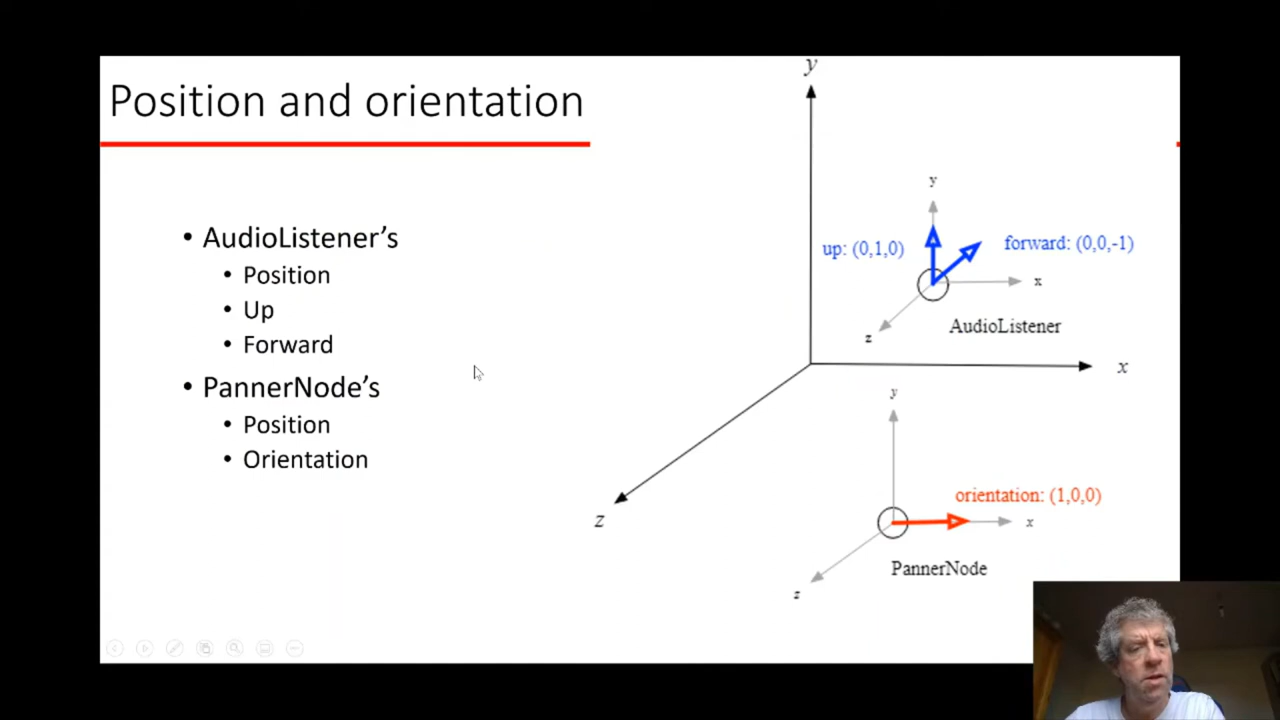 Position and orientation
• AudioListener’s
• Position
• Up
• Forward
• PannerNode’s
• Position
• Orientation
y
y
up: (0,1,0)
forward: (0,0,-1)
x
z
AudioListener
x
y
z
orientation: (1,0,0)
x
PannerNode
z